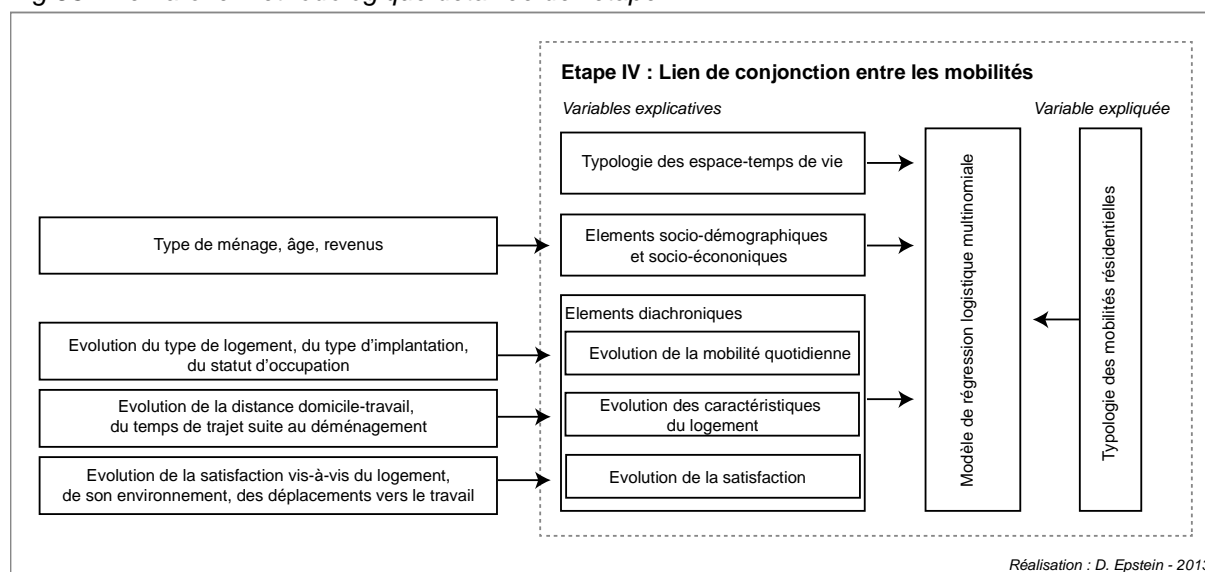 Etape IV : Lien de conjonction entre les mobilités
Variables explicatives
Variable expliquée
Typologie des espace-temps de vie
Type de ménage, âge, revenus
Elements socio-démographiques
et socio-écononiques
Elements diachroniques
Evolution du type de logement, du type d'implantation,
du statut d'occupation
Evolution de la mobilité quotidienne
Evolution de la distance domicile-travail,
du temps de trajet suite au déménagement
Evolution des caractéristiques
du logement
Evolution de la satisfaction vis-à-vis du logement,
de son environnement, des déplacements vers le travail
Evolution de la satisfaction
Modèle de régression logistique multinomiale
Typologie des mobilités résidentielles
Réalisation : D. Epstein - 2013